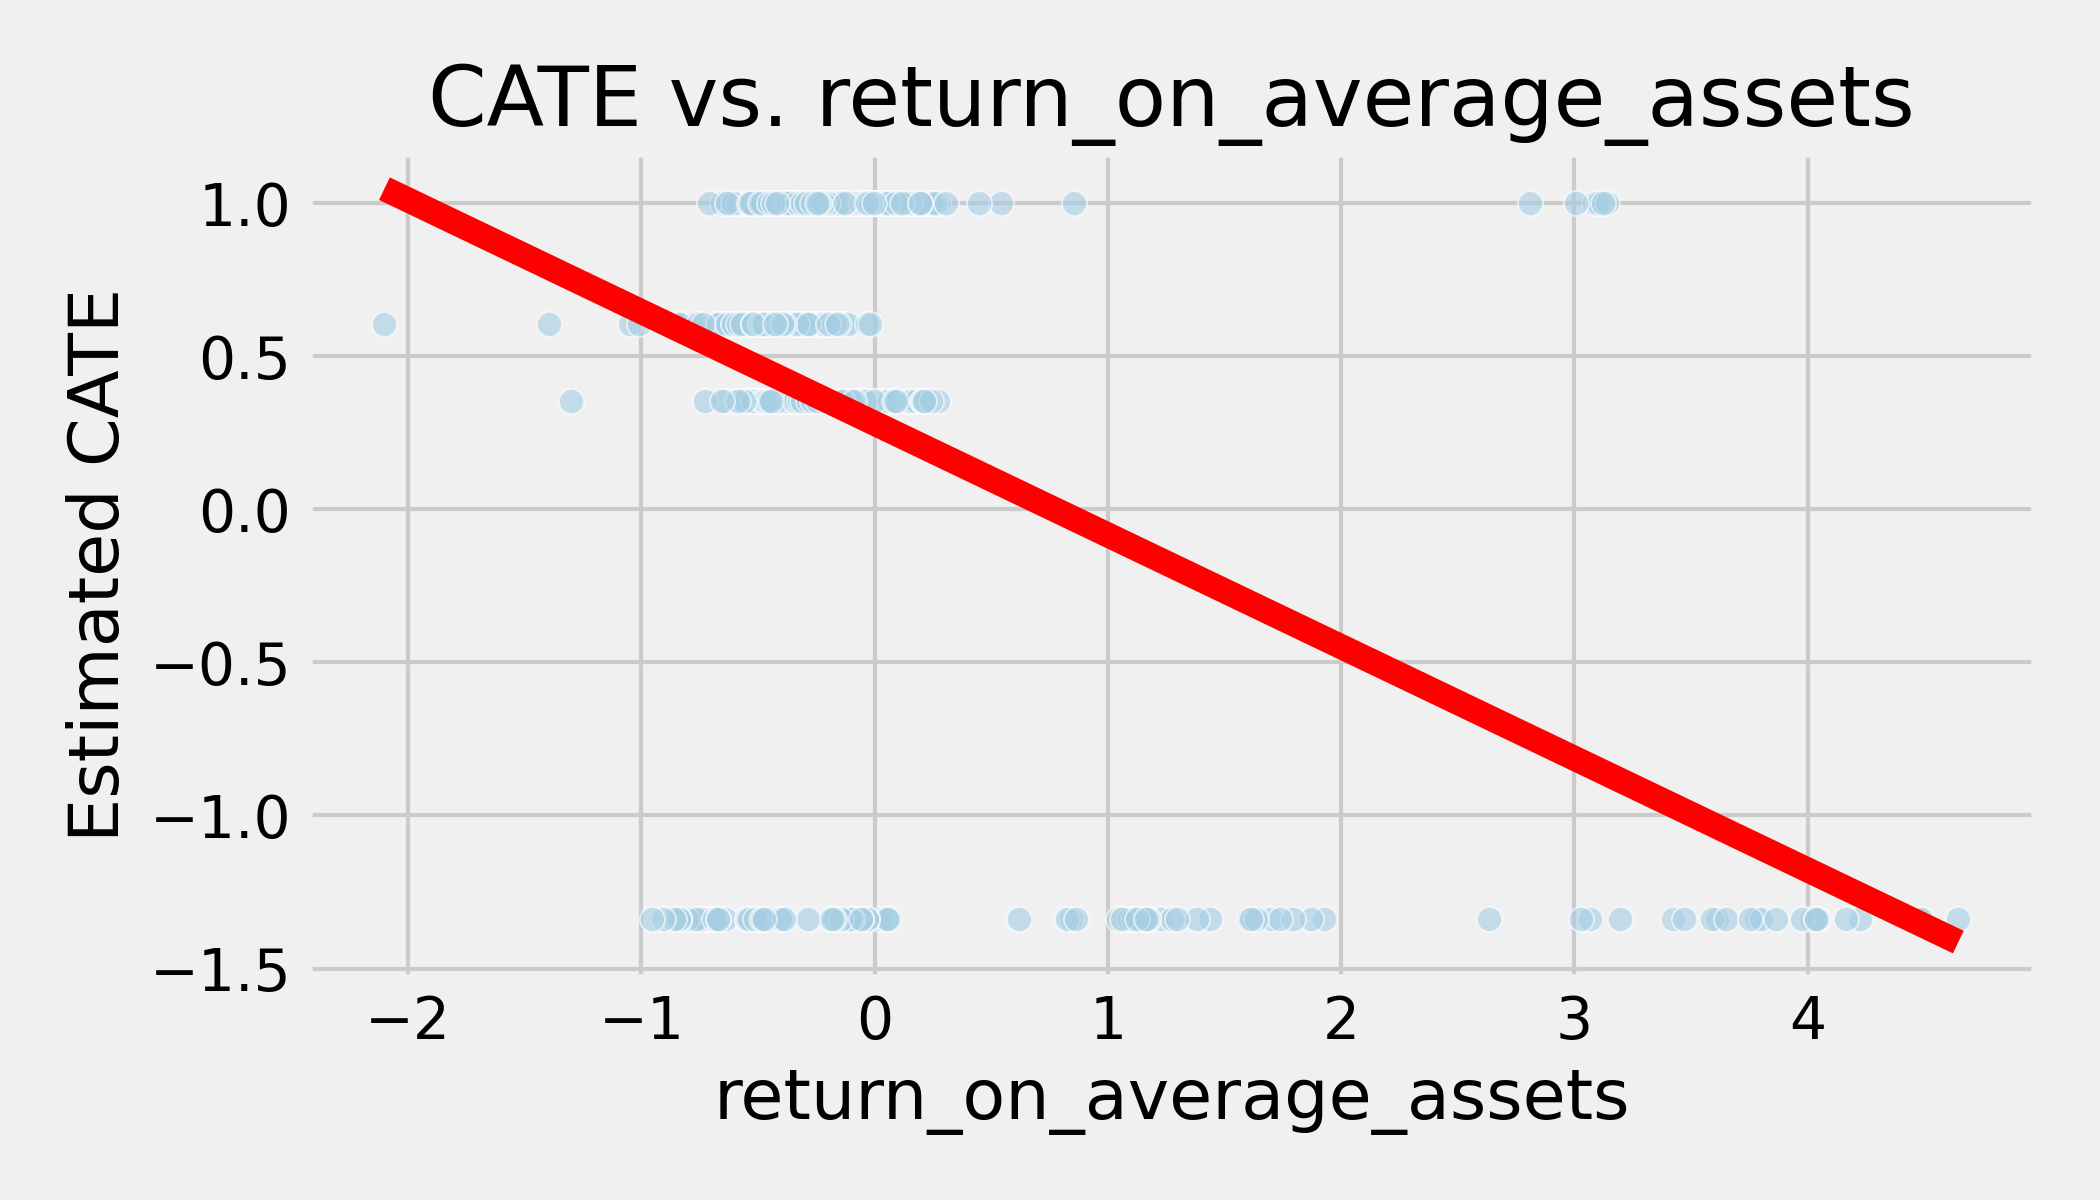 CATE vs. return_on_average_assets
Estimated CATE
1.0
0.5
0.0
−0.5
−1.0
−1.5
−2 −1 0 1 2 3 4
return_on_average_assets